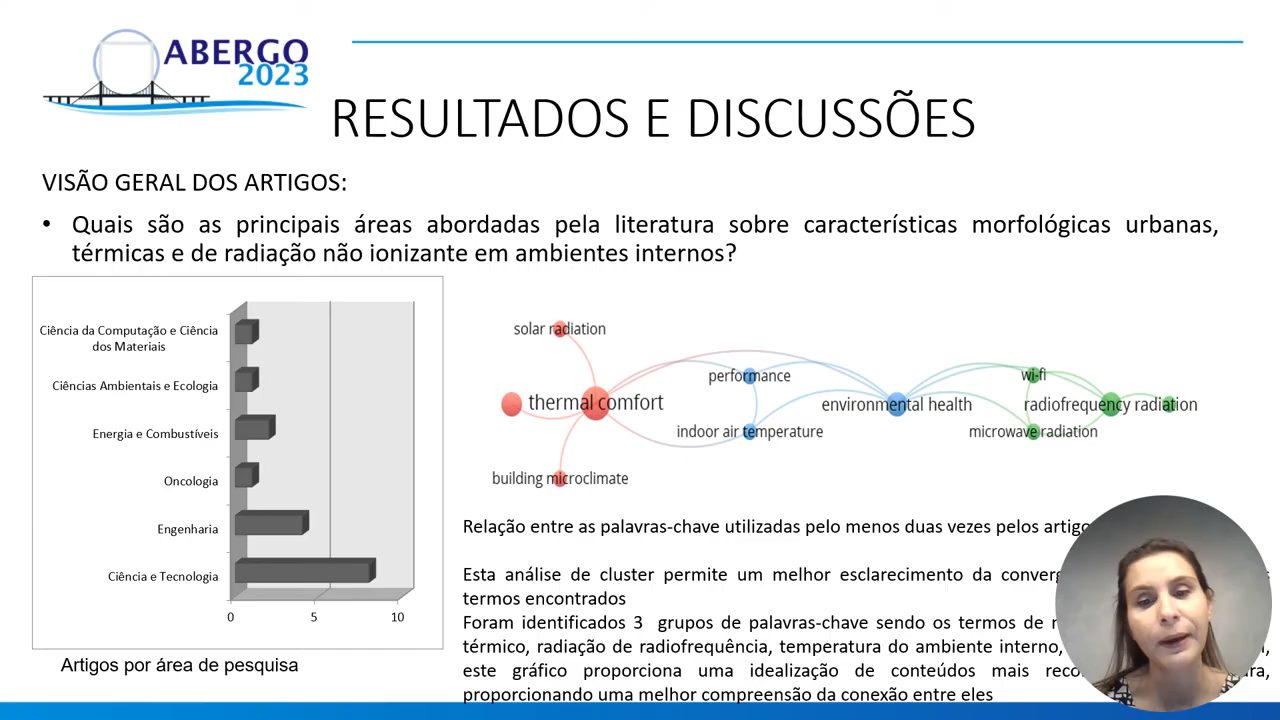 ABERGO
2023
RESULTADOS E DISCUSSÕES
VISÃO GERAL DOS ARTIGOS:
• Quais são as principais áreas abordadas pela literatura sobre características morfológicas urbanas,
térmicas e de radiação não ionizante em ambientes internos?
Ciência da Computação e Ciência
dos Materiais
Ciências Ambientais e Ecologia
Energia e Combustíveis
Oncologia
Engenharia
Ciência e Tecnologia
0 5 10
Artigos por área de pesquisa
solar radiation
thermal comfort
building microclimate
performance
indoor air temperature
environmental health
wi-fi
radiofrequency radiation
microwave radiation
Relação entre as palavras-chave utilizadas pelo menos duas vezes pelos
Esta análise de cluster permite um melhor esclarecimento da
termos encontrados
Foram identificados 3 grupos de palavras-chave sendo os termos de
térmico, radiação de radiofrequência, temperatura do ambiente interno,
este gráfico proporciona uma idealização de conteúdos mais
proporcionando uma melhor compreensão da conexão entre eles